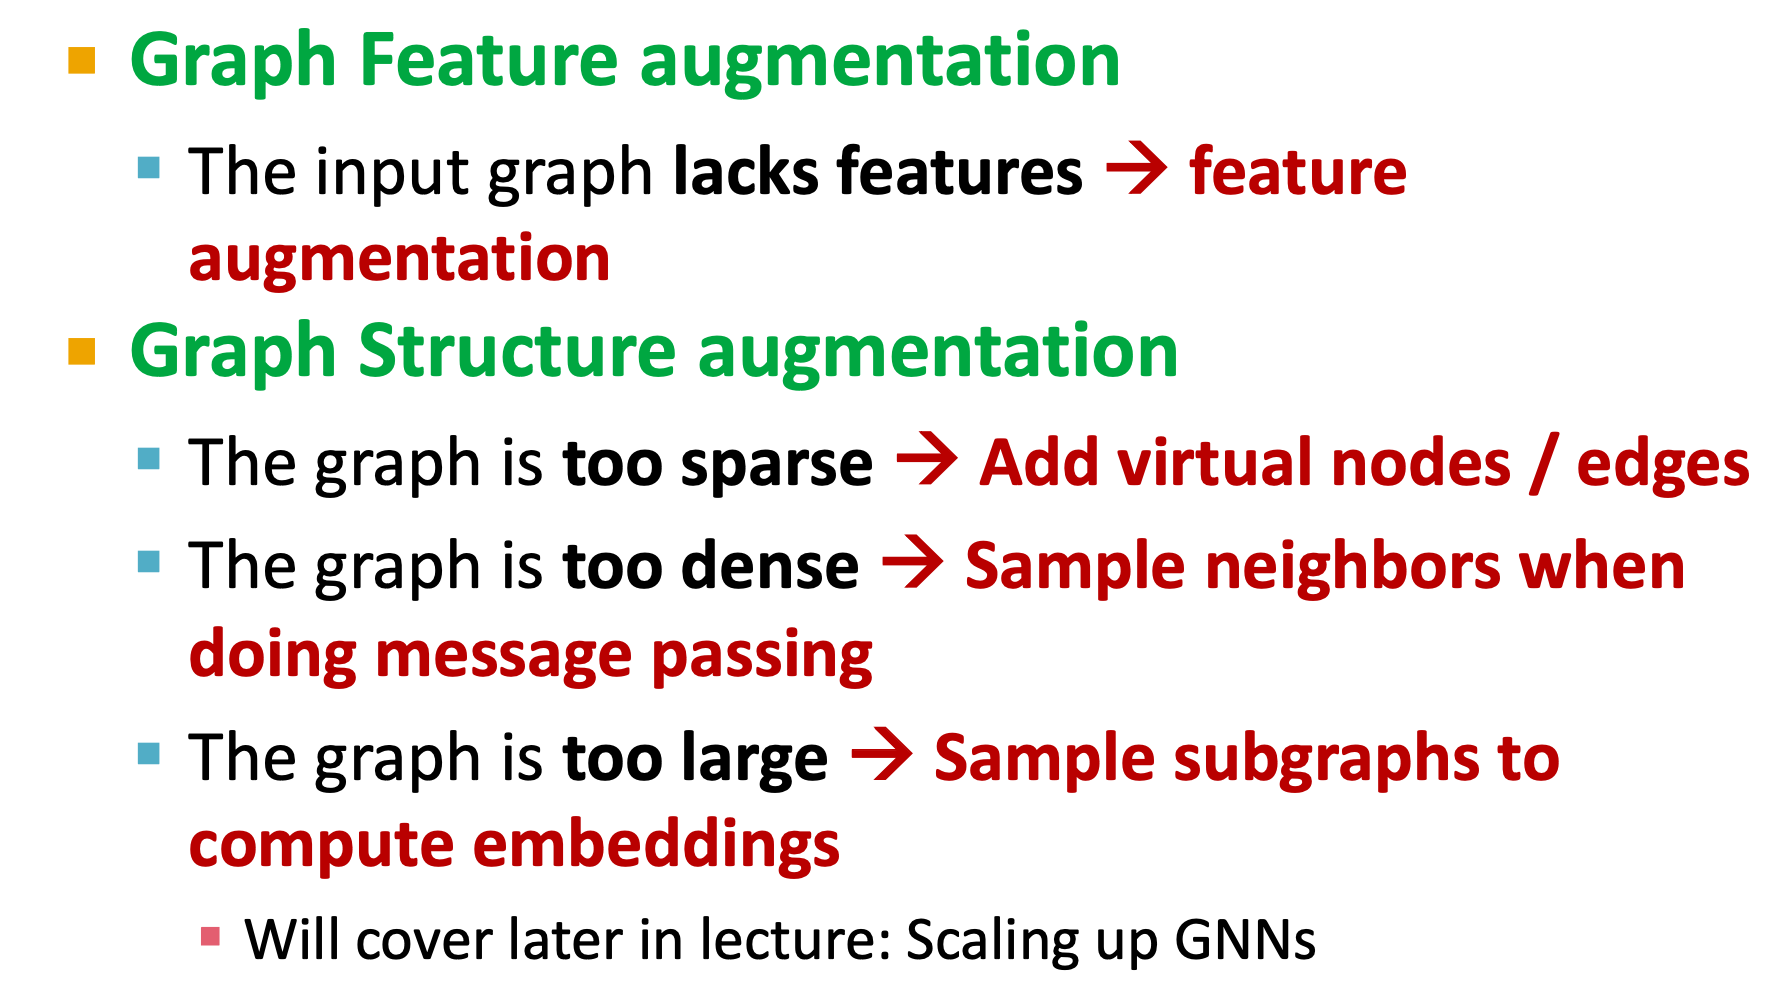 Graph Feature augmentation
The input graph lacks features → feature
augmentation
Graph Structure augmentation
The graph is too sparse → Add virtual nodes / edges
The graph is too dense → Sample neighbors when
doing message passing
The graph is too large → Sample subgraphs to
compute embeddings
Will cover later in lecture: Scaling up GNNs